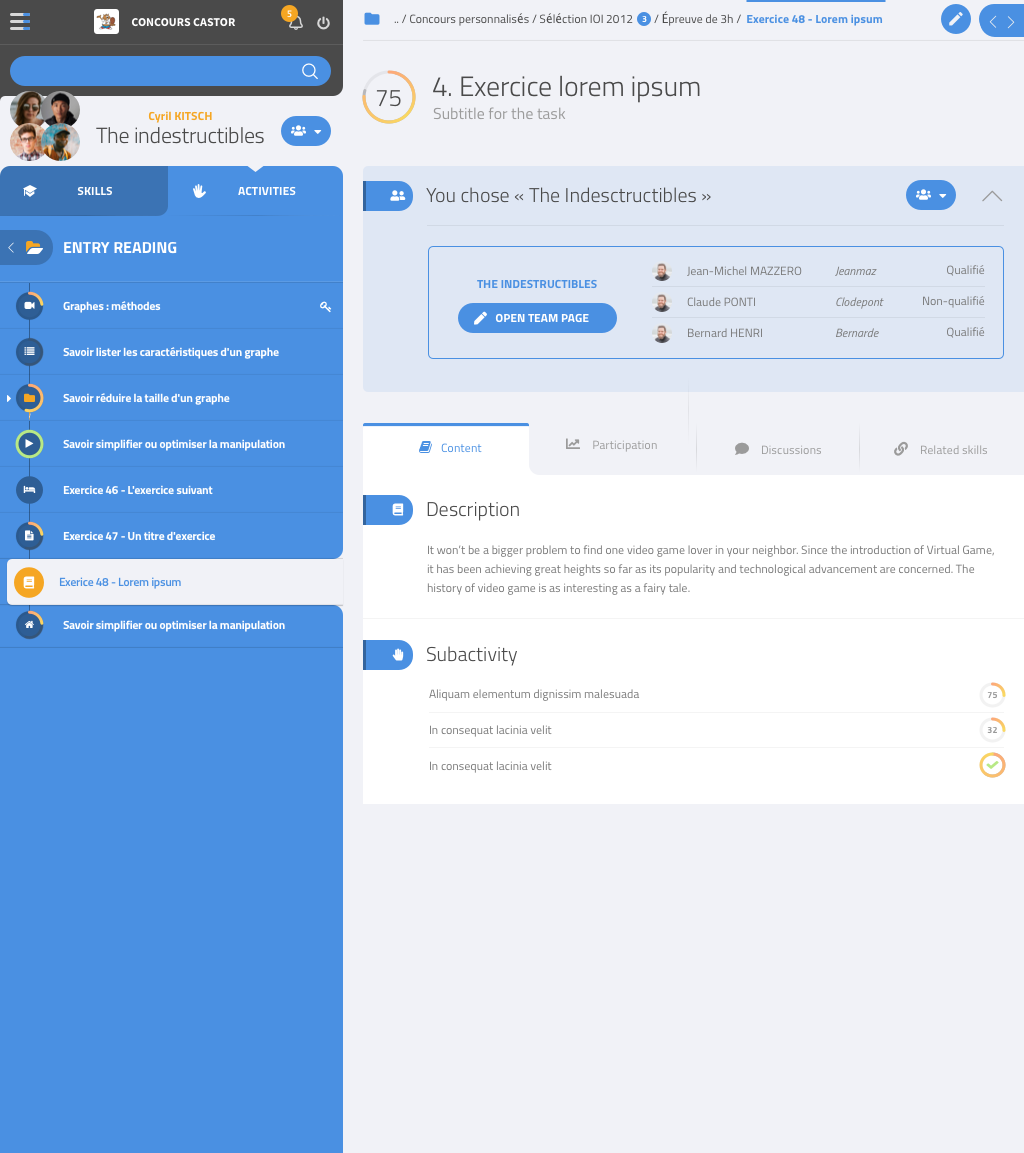 CONCOURS CASTOR
5
Cyril KITSCH
The indestructibles
SKILLS
ACTIVITIES
ENTRY READING
Graphes : méthodes
Savoir lister les caractéristiques d'un graphe
Savoir réduire la taille d'un graphe
Savoir simplifier ou optimiser la manipulation
Exercice 46 - L'exercice suivant
Exercice 47 - Un titre d'exercice
Exerice 48 - Lorem ipsum
Savoir simplifier ou optimiser la manipulation
.. / Concours personnalisés / Séléction IOI 2012 3 / Épreuve de 3h / Exercice 48 - Lorem ipsum
75
4. Exercice lorem ipsum
Subtitle for the task
You chose « The Indesctructibles »
THE INDESTRUCTIBLES
OPEN TEAM PAGE
Jean-Michel MAZZERO Jeanmaz Qualifié
Claude PONTI Clodepont Non-qualifié
Bernard HENRI Bernarde Qualifié
Content
Participation
Discussions
Related skills
Description
It won't be a bigger problem to find one video game lover in your neighbor. Since the introduction of Virtual Game,
it has been achieving great heights so far as its popularity and technological advancement are concerned. The
history of video game is as interesting as a fairy tale.
Subactivity
Aliquam elementum dignissim malesuada 75
In consequat lacinia velit 32
In consequat lacinia velit